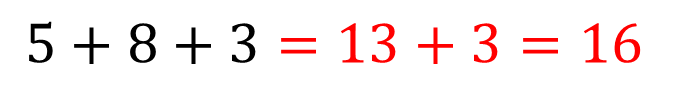 5 + 8 + 3 = 13 + 3 = 16